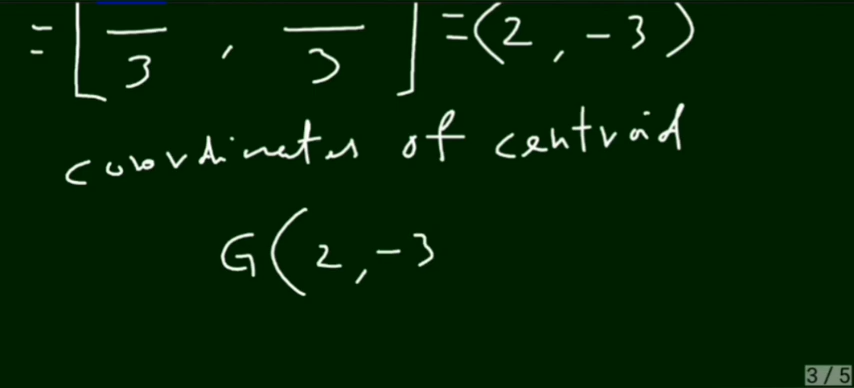 = [ — / 3 , — / 3 ] = (2, -3)
coordinates of centroid
G(2, -3
3 / 5